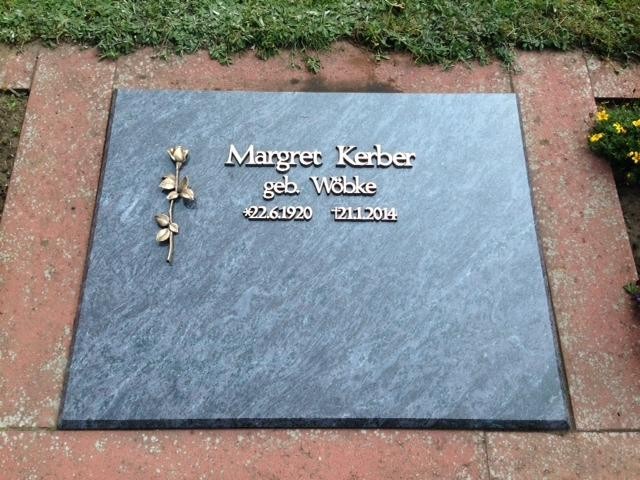 Margret Kerber
geb. Wöbke
*22.6.1920 †21.1.2014